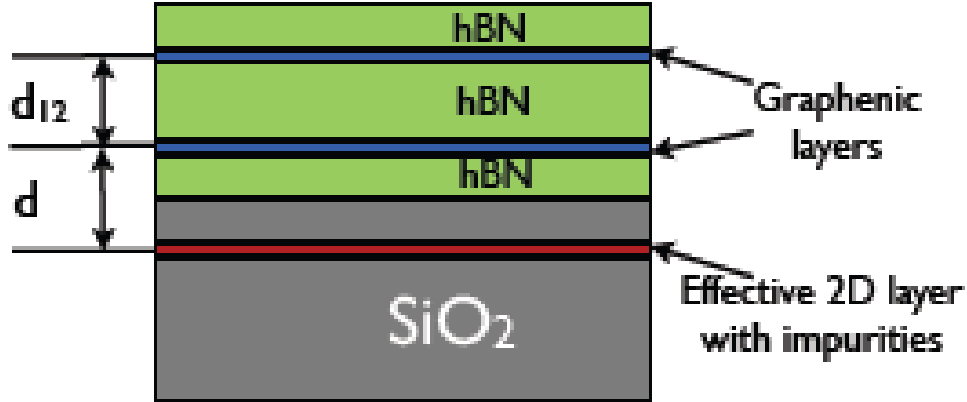 hBN
d₁₂
hBN
Graphenic
layers
d
hBN
Effective 2D layer
with impurities
SiO₂